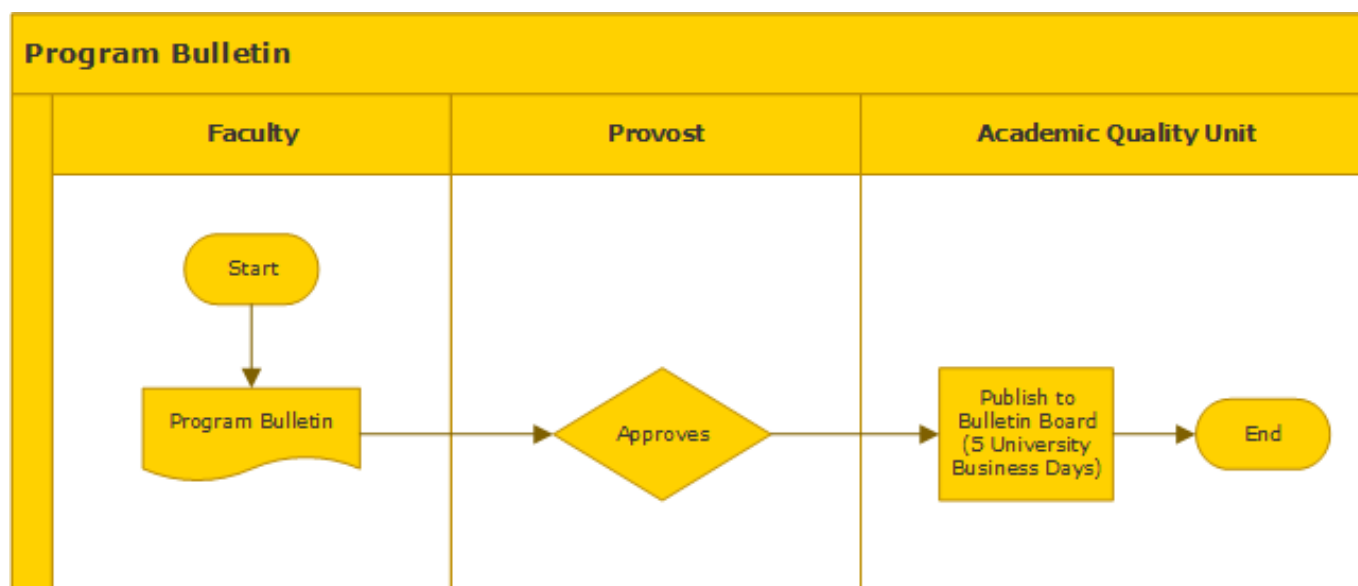 Program Bulletin
Faculty
Provost
Academic Quality Unit
Start
Program Bulletin
Approves
Publish to
Bulletin Board
(5 University
Business Days)
End